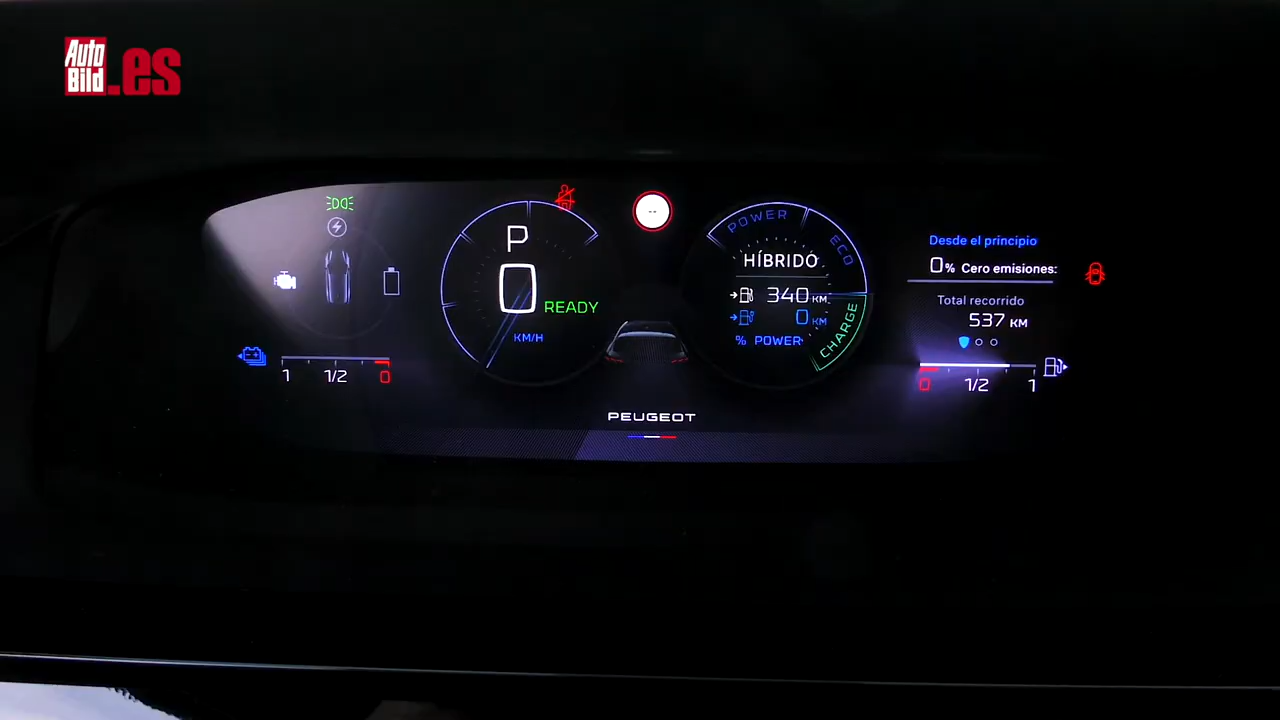 Auto
Bild.es
P
0
READY
KM/H
--
POWER
ECO
CHARGE
HÍBRIDO
340 KM
0 KM
% POWER
Desde el principio
0% Cero emisiones:
Total recorrido
537 KM
1 1/2 0
0 1/2 1
PEUGEOT